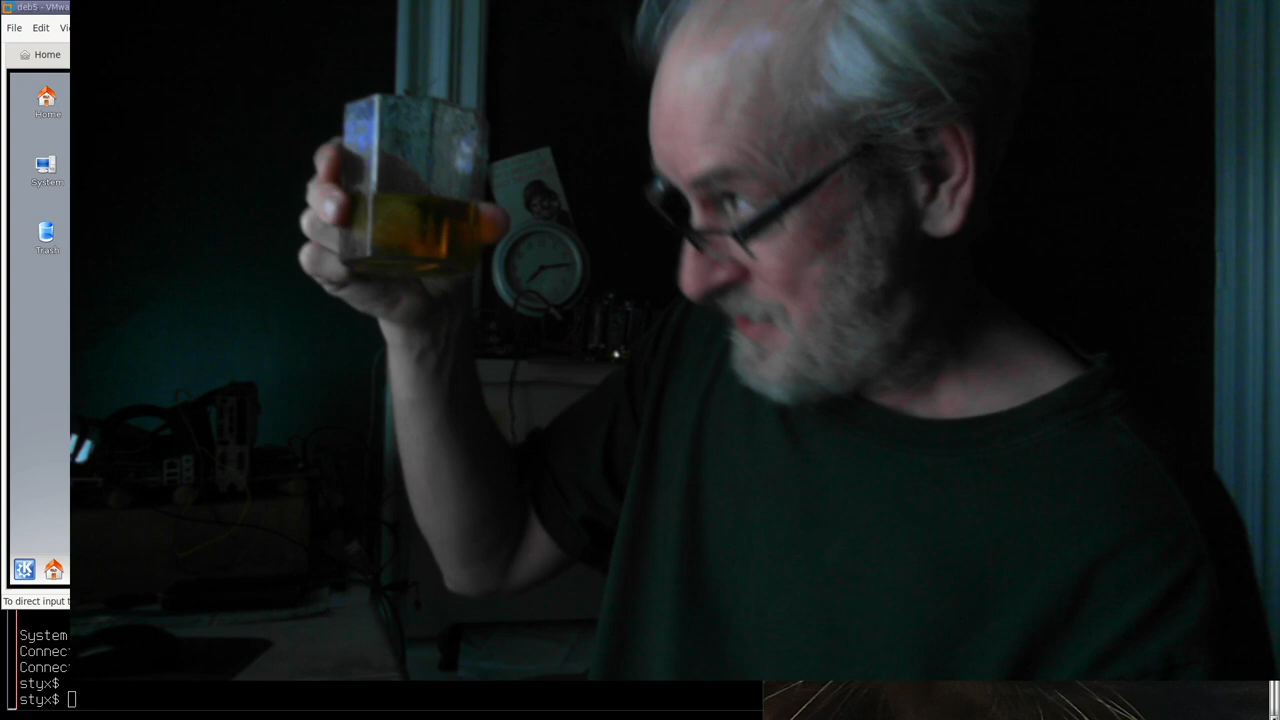 deb5 - VMwa
File Edit Vi
Home
Home
System
Trash
To direct input t
System
Connec
Connec
styx$
styx$